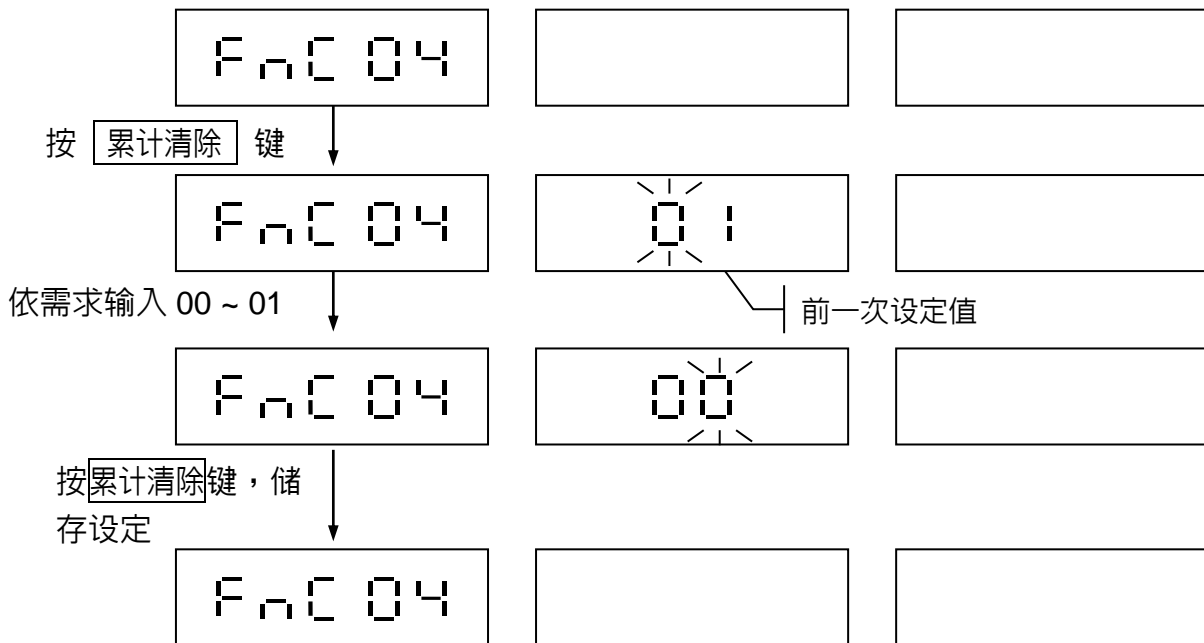 FnC 04
按 累计清除 键
FnC 04 01
依需求输入 00 ~ 01
前一次设定值
FnC 04 00
按累计清除键，储
存设定
FnC 04